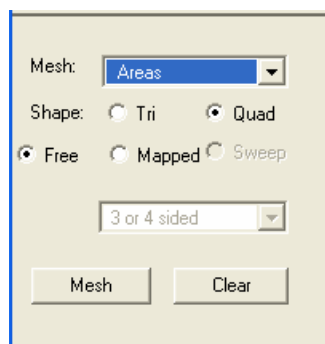 Mesh: Areas
Shape: Tri Quad
Free Mapped Sweep
3 or 4 sided
Mesh Clear